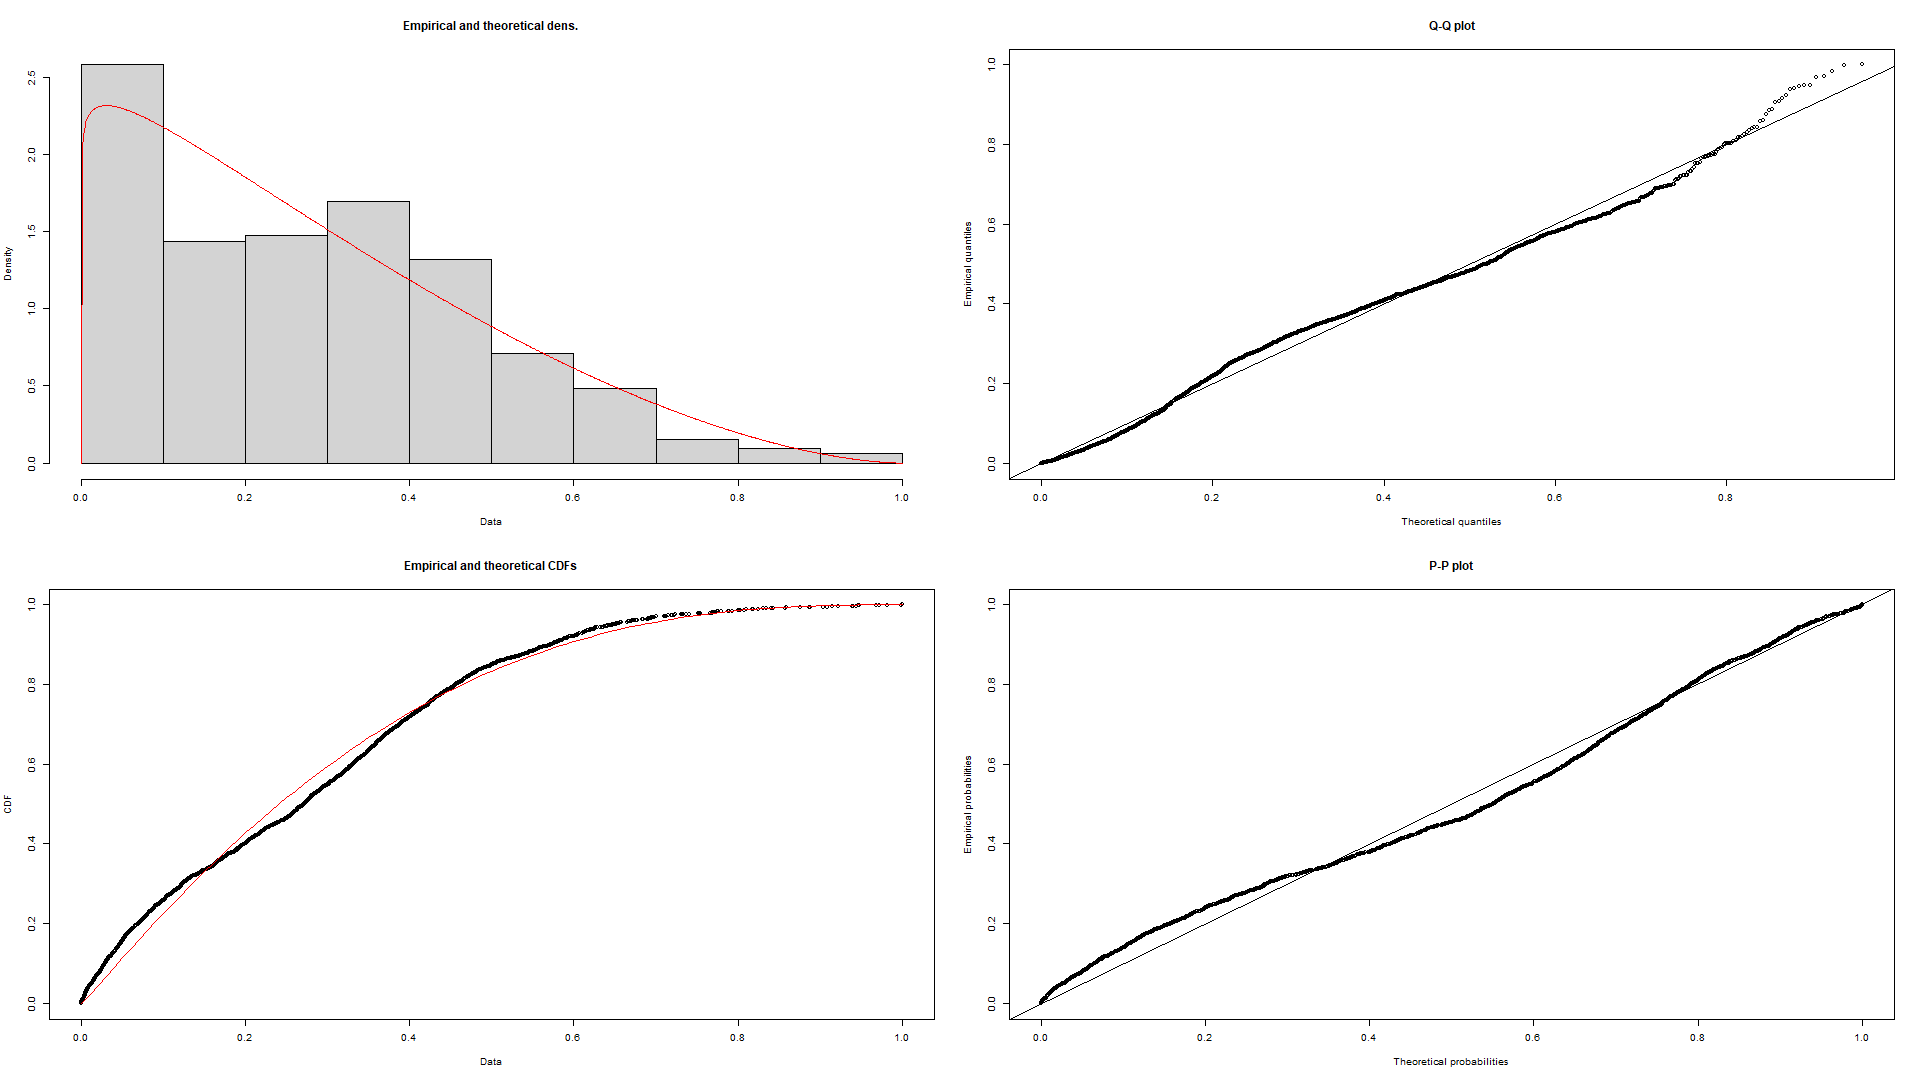 Empirical and theoretical dens.
Density
0.0
0.5
1.0
1.5
2.0
2.5
0.0 0.2 0.4 0.6 0.8 1.0
Data
Q-Q plot
Empirical quantiles
0.0
0.2
0.4
0.6
0.8
1.0
0.0 0.2 0.4 0.6 0.8
Theoretical quantiles
Empirical and theoretical CDFs
CDF
0.0
0.2
0.4
0.6
0.8
1.0
0.0 0.2 0.4 0.6 0.8 1.0
Data
P-P plot
Empirical probabilities
0.0
0.2
0.4
0.6
0.8
1.0
0.0 0.2 0.4 0.6 0.8 1.0
Theoretical probabilities